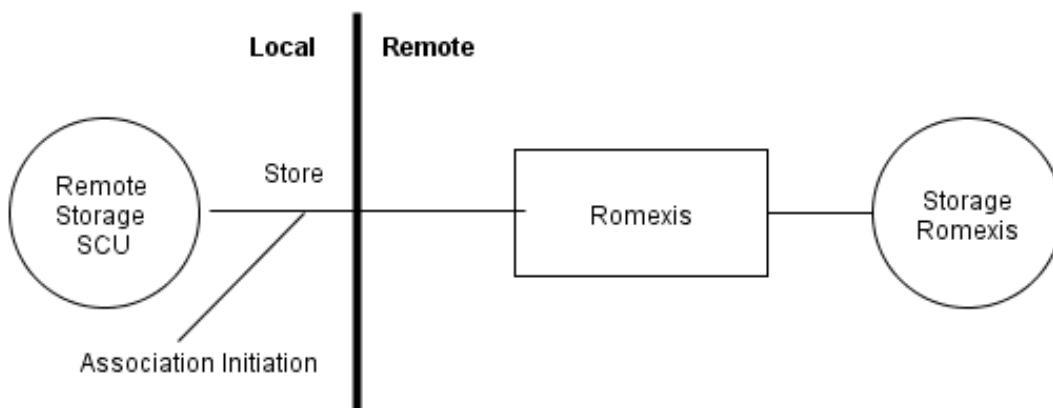 Local
Remote
Remote
Storage
SCU
Store
Romexis
Storage
Romexis
Association Initiation